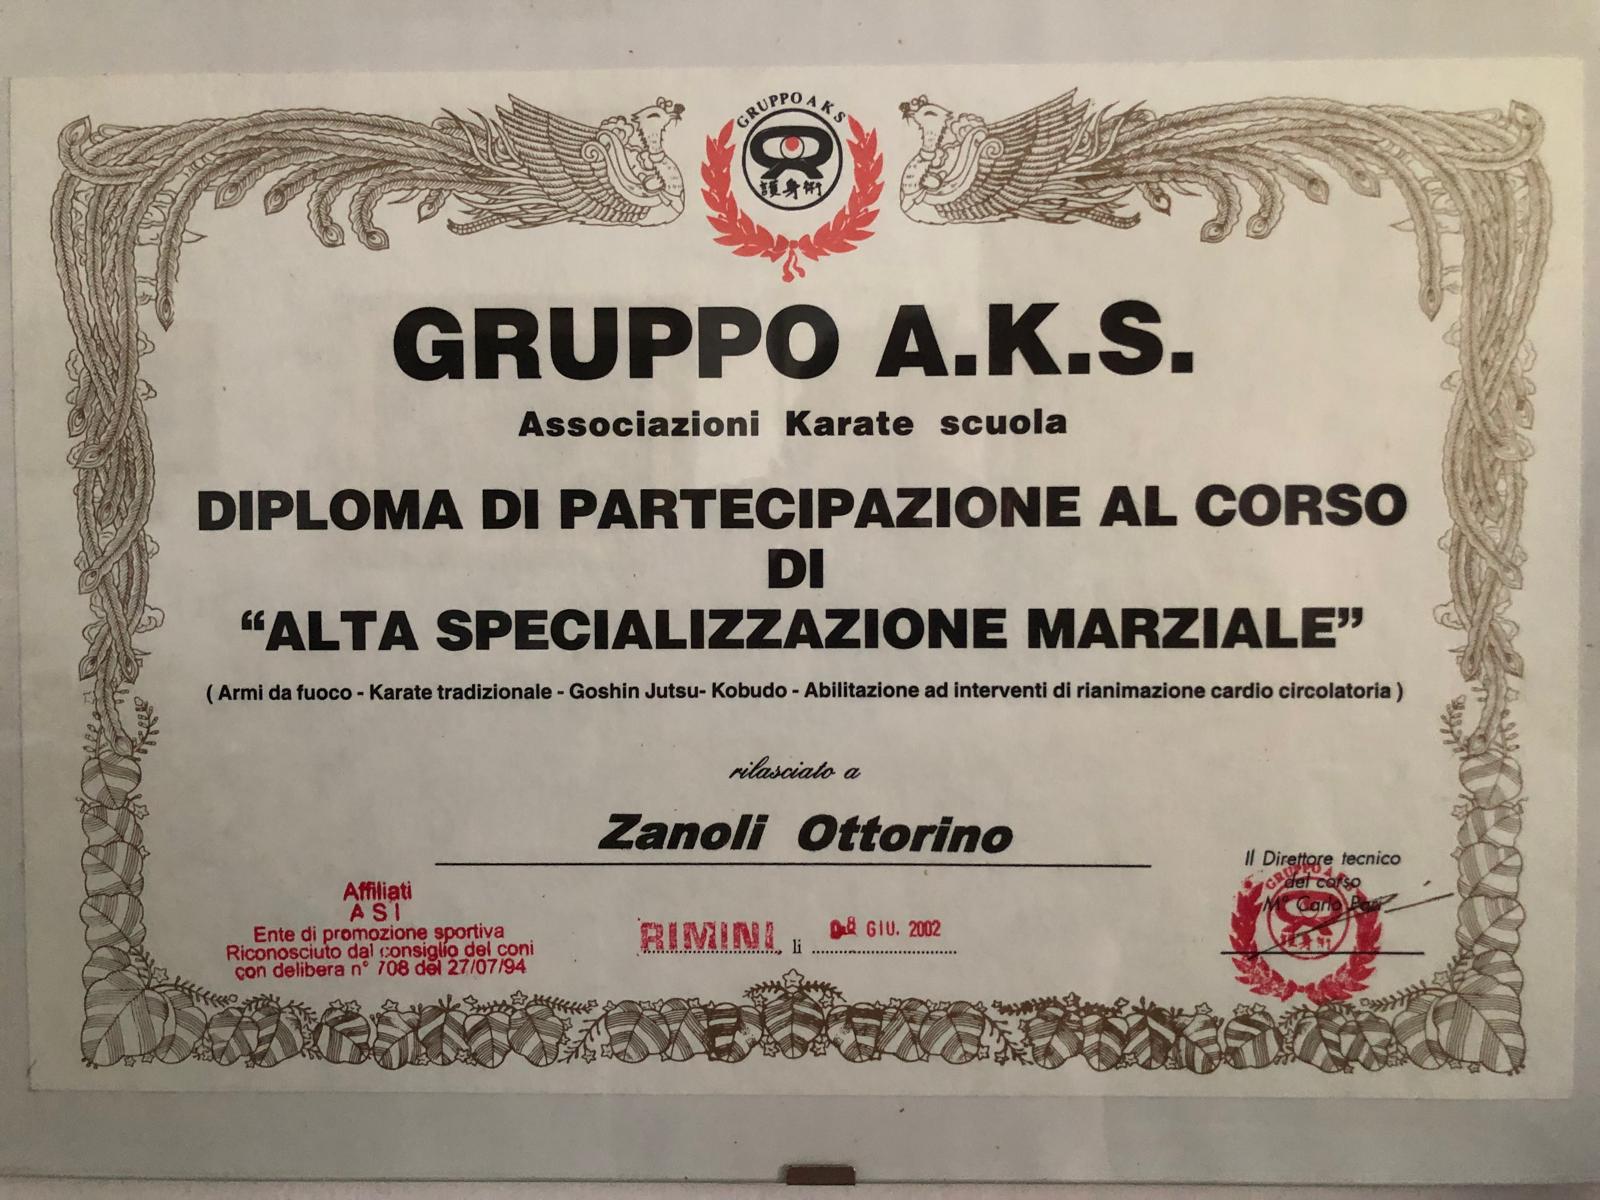 GRUPPO A K S
護身術
GRUPPO A.K.S.
Associazioni Karate scuola
DIPLOMA DI PARTECIPAZIONE AL CORSO
DI
“ALTA SPECIALIZZAZIONE MARZIALE”
( Armi da fuoco - Karate tradizionale - Goshin Jutsu- Kobudo - Abilitazione ad interventi di rianimazione cardio circolatoria )
rilasciato a
Zanoli Ottorino
Affiliati
A S I
Ente di promozione sportiva
Riconosciuto dal consiglio del coni
con delibera n° 708 del 27/07/94
RIMINI, li 08 GIU. 2002
Il Direttore tecnico
del corso
M° Carlo
GRUPPO A K S